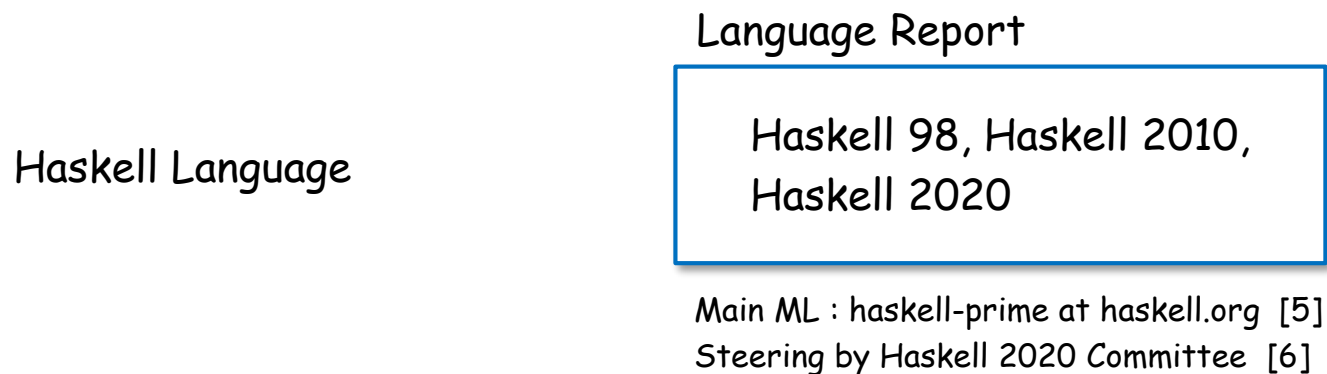 Language Report
Haskell Language
Haskell 98, Haskell 2010,
Haskell 2020
Main ML : haskell-prime at haskell.org [5]
Steering by Haskell 2020 Committee [6]